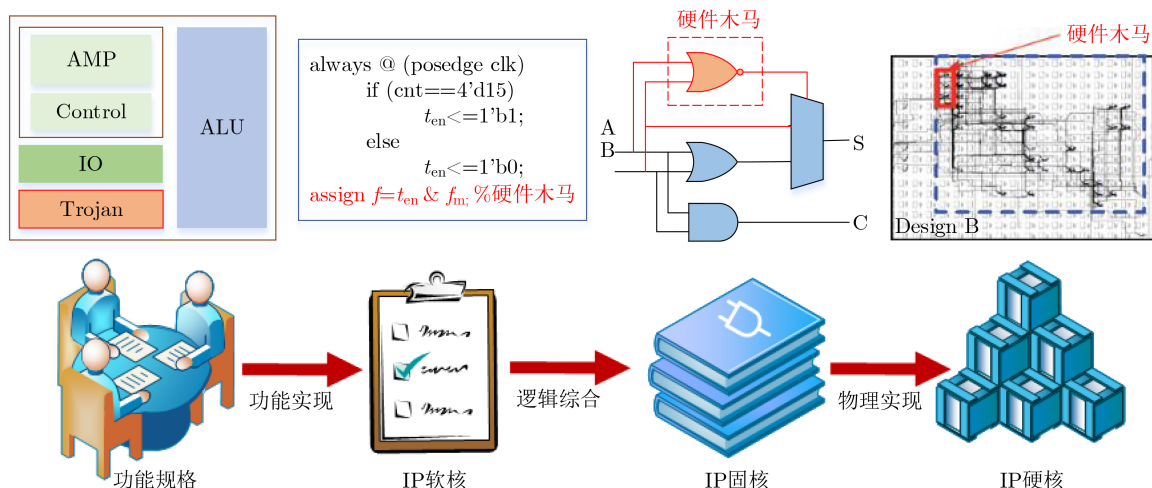 AMP
Control
IO
Trojan
ALU
always @ (posedge clk)
if (cnt==4'd15)
ten<=1'b1;
else
ten<=1'b0;
assign f=ten & fm; %硬件木马
硬件木马
A
B
S
C
硬件木马
Design B
功能实现
逻辑综合
物理实现
功能规格
IP软核
IP固核
IP硬核